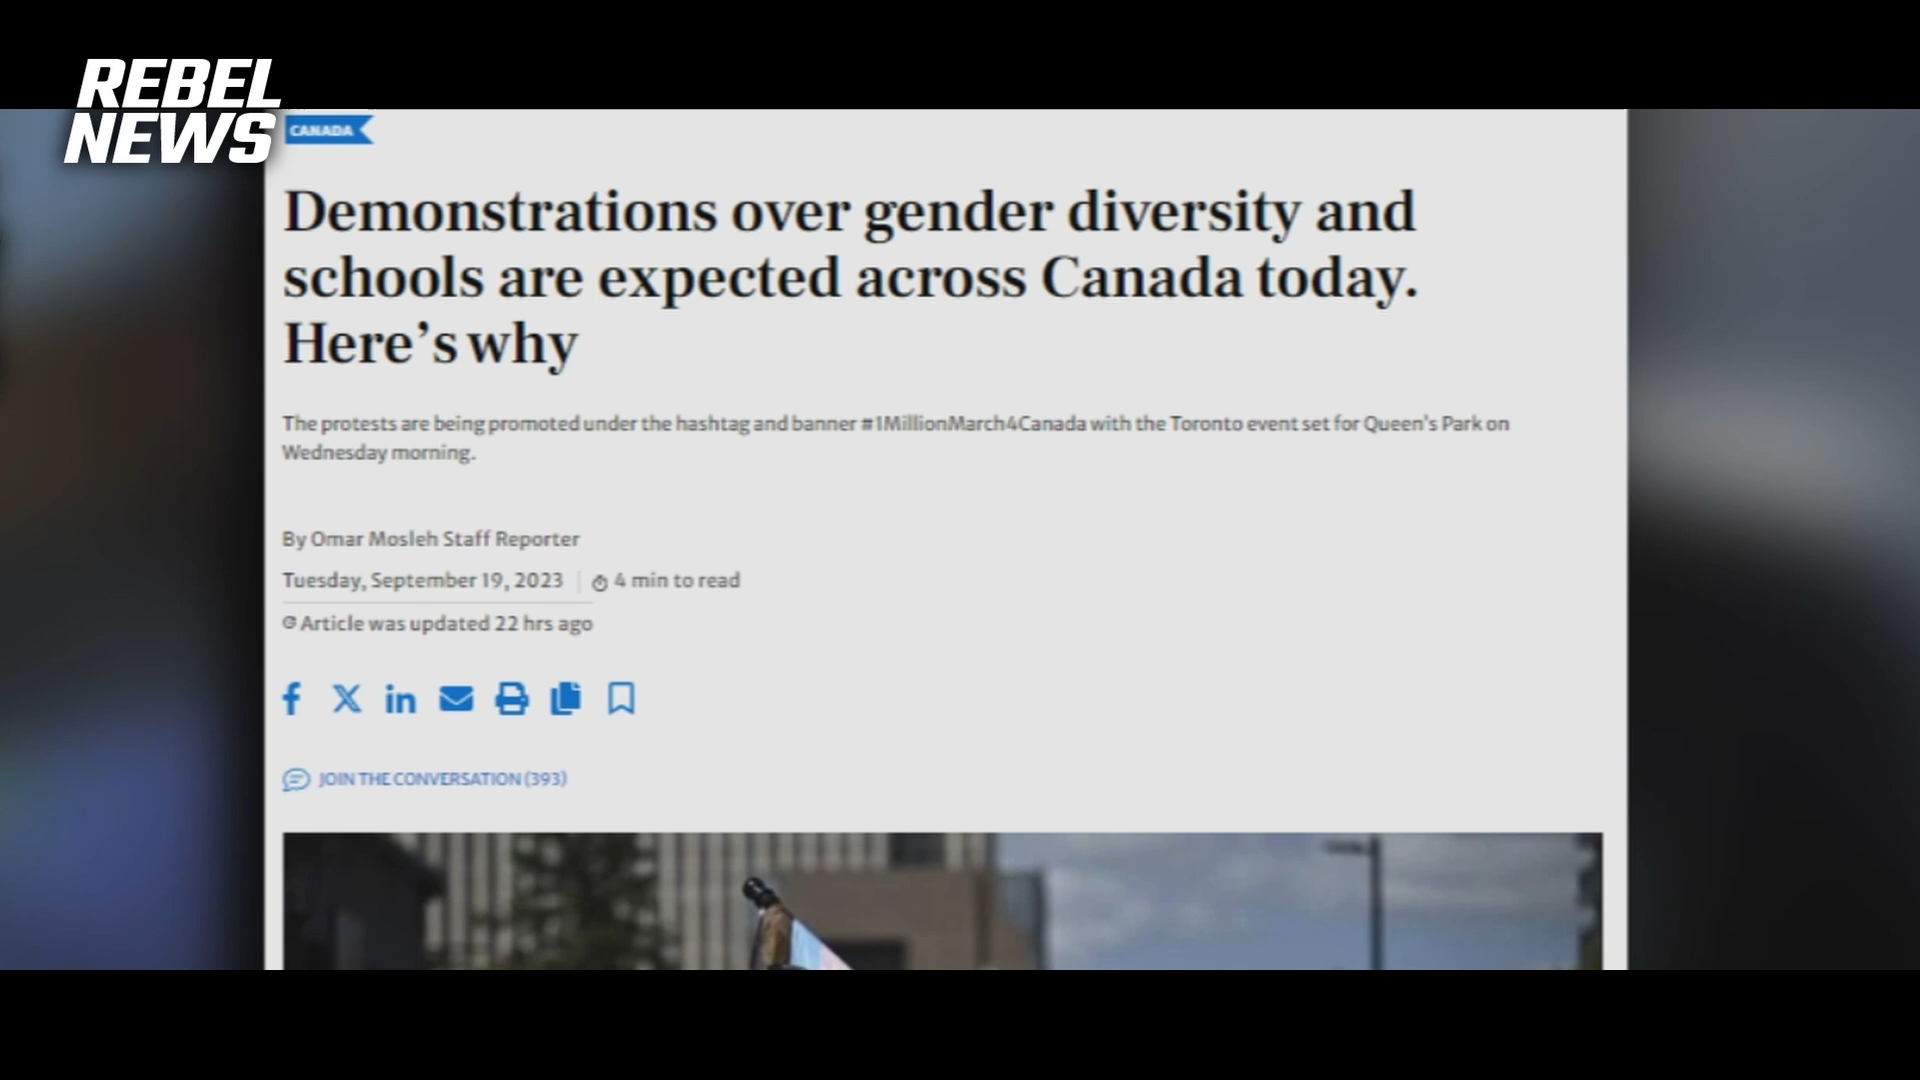 REBEL
NEWS
CANADA
Demonstrations over gender diversity and
schools are expected across Canada today.
Here's why
The protests are being promoted under the hashtag and banner #1MillionMarch4Canada with the Toronto event set for Queen's Park on
Wednesday morning.
By Omar Mosleh Staff Reporter
Tuesday, September 19, 2023 | 4 min to read
Article was updated 22 hrs ago
JOIN THE CONVERSATION (393)